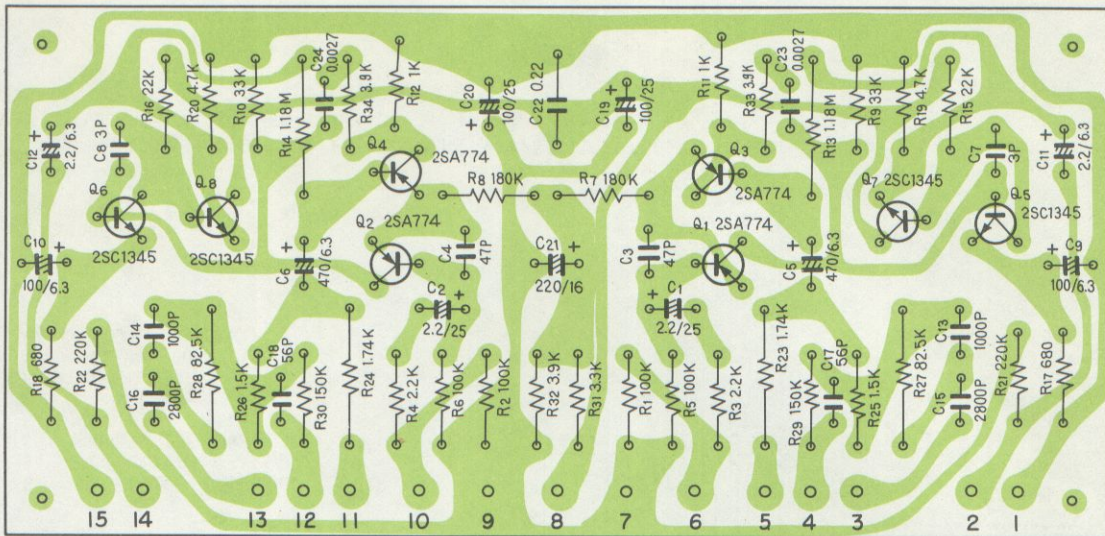 C12 +
2.2/6.3
C8 3P
R16 22K
R20 4.7K
R10 33K
R14 1.18M
C24
0.0027
R34 3.9K
R12 1K
C20
100/25
+
C22 0.22
C19 +
100/25
R11 1K
R33 3.9K
C23
0.0027
R13 1.18M
R9 33K
R19 4.7K
R15 22K
C7
3P
C11 +
2.2/6.3
Q6
2SC1345
Q8
2SC1345
Q4
2SA774
Q2 2SA774
R8 180K
R7 180K
Q3
2SA774
Q1 2SA774
Q7 2SC1345
Q5
2SC1345
C10
+
100/6.3
C6 +
470/6.3
C4
47P
C2 +
2.2/25
C21
220/16
C3
47P
+ C1
2.2/25
C5 +
470/6.3
+ C9
100/6.3
R18 680
R22 220K
C14
1000P
C16
2800P
R28 82.5K
R26 1.5K
C18
56P
R30 150K
R24 1.74K
R4 2.2K
R6 100K
R2 100K
R32 3.9K
R31 3.3K
R1 100K
R5 100K
R3 2.2K
R23 1.74K
R29 150K
C17
56P
R25 1.5K
R27 82.5K
C13
1000P
C15
2800P
R21 220K
R17 680
15 14 13 12 11 10 9 8 7 6 5 4 3 2 1